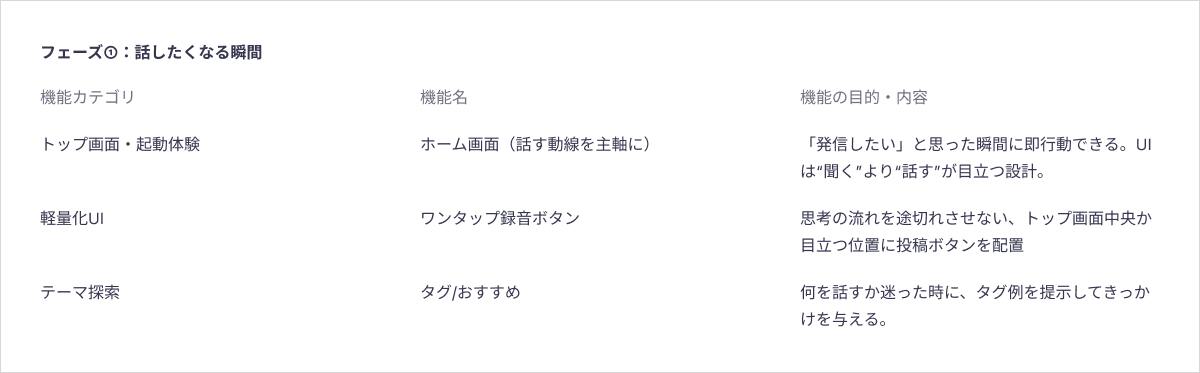 フェーズ①：話したくなる瞬間
機能カテゴリ 機能名 機能の目的・内容
トップ画面・起動体験 ホーム画面（話す動線を主軸に） 「発信したい」と思った瞬間に即行動できる。UI
は“聞く”より“話す”が目立つ設計。
軽量化UI ワンタップ録音ボタン 思考の流れを途切れさせない、トップ画面中央か
目立つ位置に投稿ボタンを配置
テーマ探索 タグ/おすすめ 何を話すか迷った時に、タグ例を提示してきっか
けを与える。